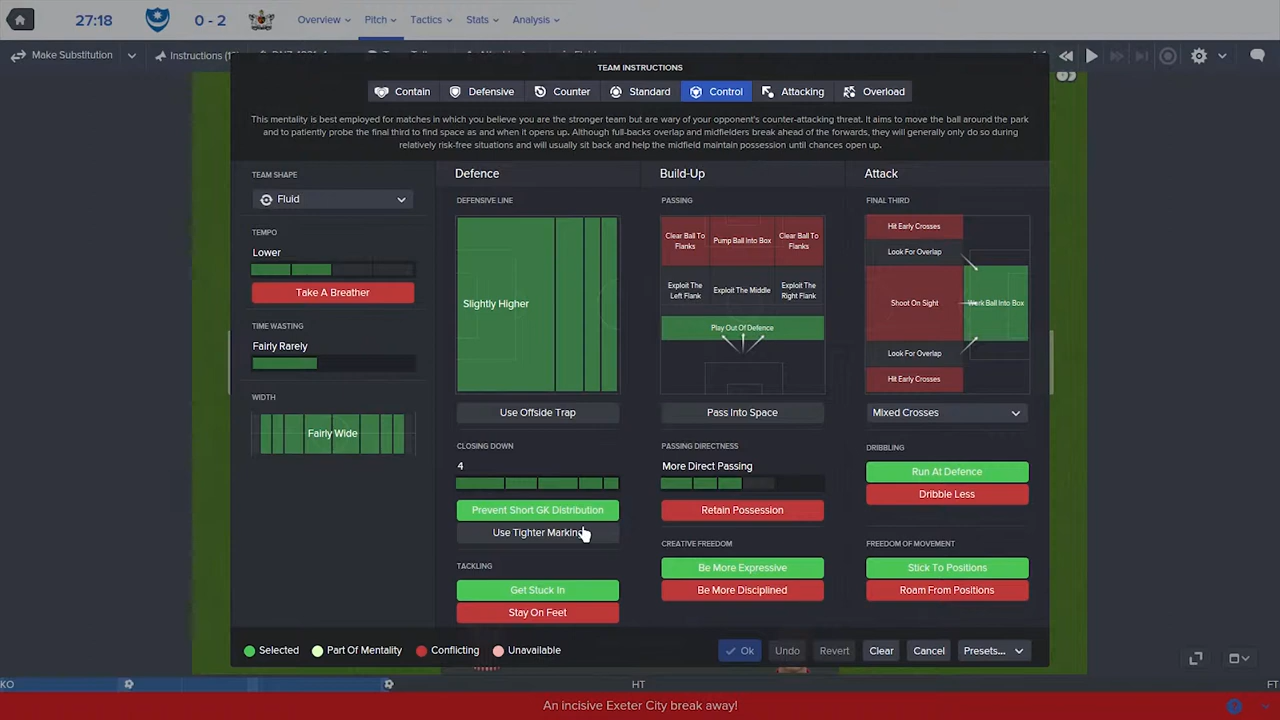 27:18
0 - 2
Overview
Pitch
Tactics
Stats
Analysis
Make Substitution
Instructions
TEAM INSTRUCTIONS
Contain
Defensive
Counter
Standard
Control
Attacking
Overload
This mentality is best employed for matches in which you believe you are the stronger team but are wary of your opponent's counter-attacking threat. It aims to move the ball around the park
and to patiently probe the final third to find space as and when it opens up. Although full-backs overlap and midfielders break ahead of the forwards, they will generally only do so during
relatively risk-free situations and will usually sit back and help the midfield maintain possession until chances open up.
TEAM SHAPE
Fluid
TEMPO
Lower
Take A Breather
TIME WASTING
Fairly Rarely
WIDTH
Fairly Wide
Defence
DEFENSIVE LINE
Slightly Higher
Use Offside Trap
CLOSING DOWN
4
Prevent Short GK Distribution
Use Tighter Marking
TACKLING
Get Stuck In
Stay On Feet
Build-Up
PASSING
Clear Ball To
Flanks
Pump Ball Into Box
Clear Ball To
Flanks
Exploit The
Left Flank
Exploit The Middle
Exploit The
Right Flank
Play Out Of Defence
Pass Into Space
PASSING DIRECTNESS
More Direct Passing
Retain Possession
CREATIVE FREEDOM
Be More Expressive
Be More Disciplined
Attack
FINAL THIRD
Hit Early Crosses
Look For Overlap
Shoot On Sight
Work Ball Into Box
Look For Overlap
Hit Early Crosses
Mixed Crosses
DRIBBLING
Run At Defence
Dribble Less
FREEDOM OF MOVEMENT
Stick To Positions
Roam From Positions
Selected
Part Of Mentality
Conflicting
Unavailable
Ok
Undo
Revert
Clear
Cancel
Presets...
KO
HT
FT
An incisive Exeter City break away!